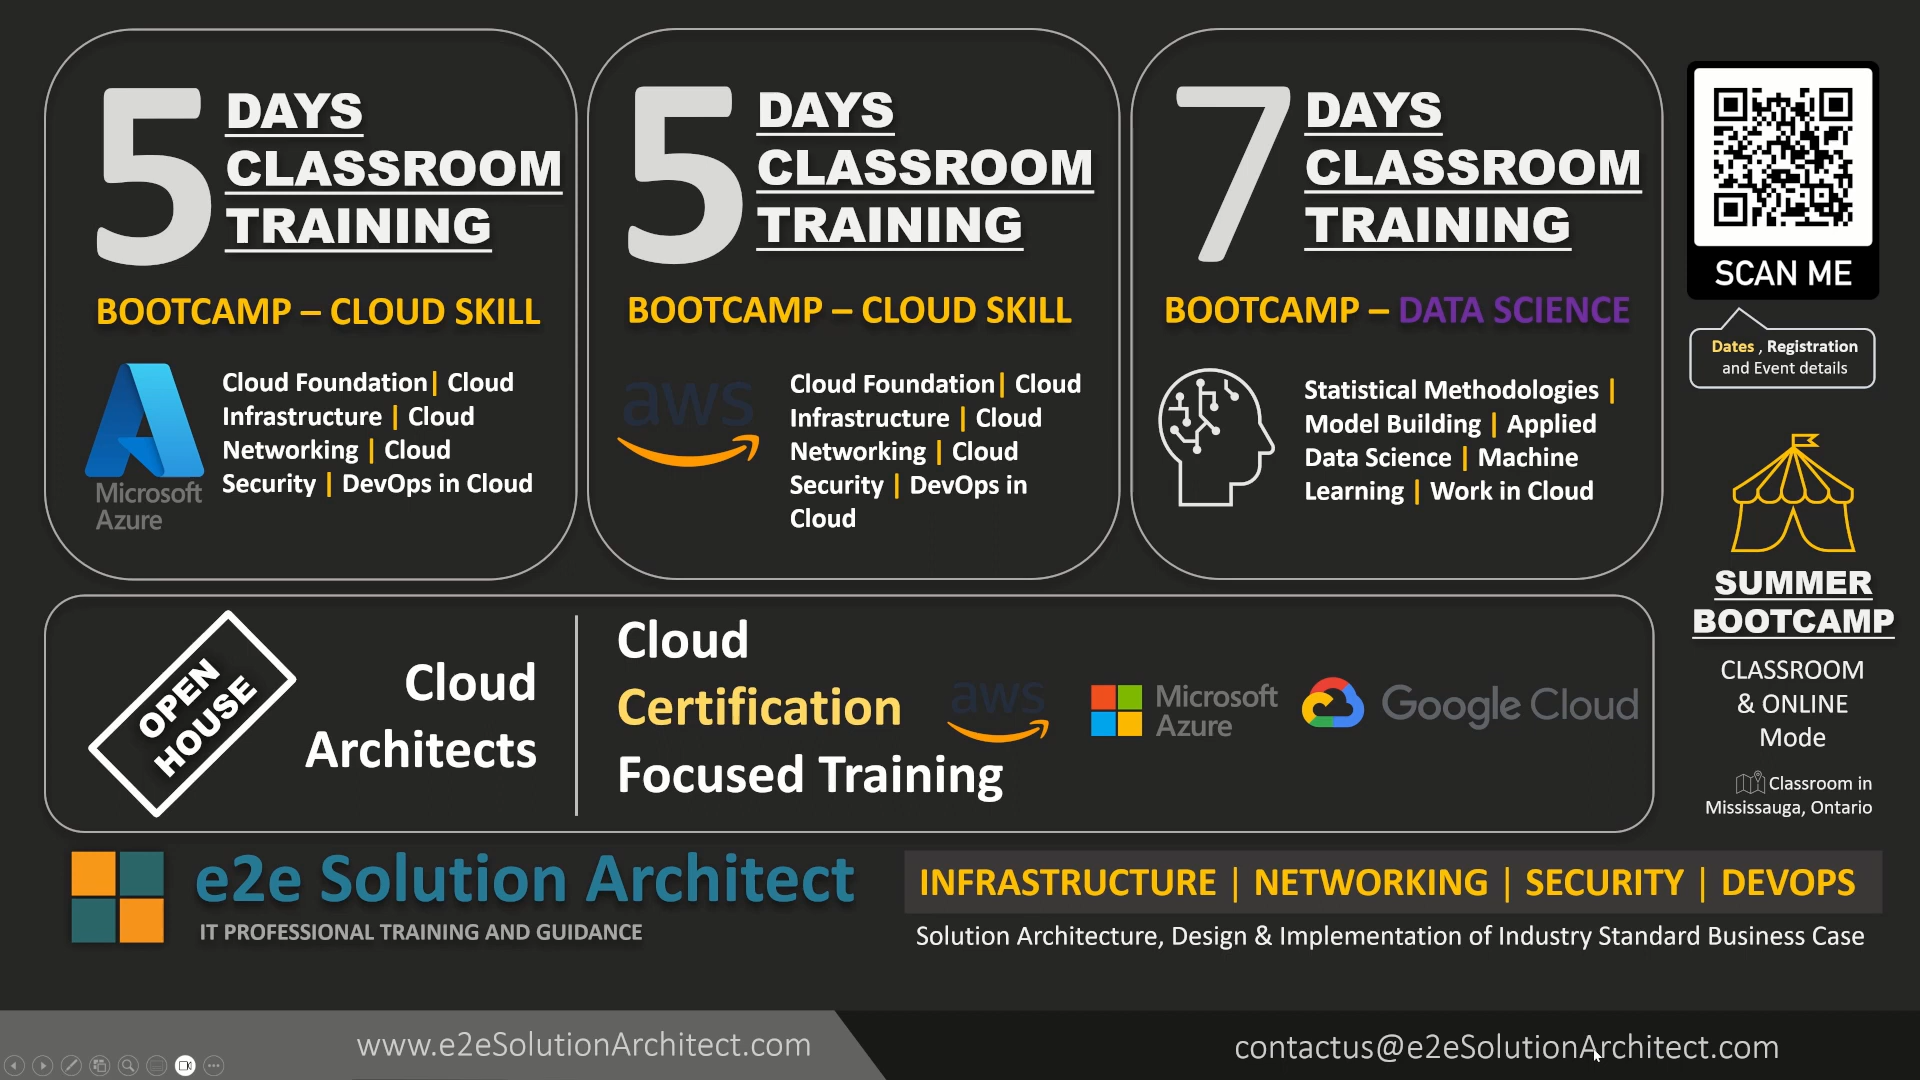 5
DAYS
CLASSROOM
TRAINING
BOOTCAMP – CLOUD SKILL
Microsoft
Azure
Cloud Foundation| Cloud
Infrastructure | Cloud
Networking | Cloud
Security | DevOps in Cloud
5
DAYS
CLASSROOM
TRAINING
BOOTCAMP – CLOUD SKILL
aws
Cloud Foundation| Cloud
Infrastructure | Cloud
Networking | Cloud
Security | DevOps in
Cloud
7
DAYS
CLASSROOM
TRAINING
BOOTCAMP – DATA SCIENCE
Statistical Methodologies |
Model Building | Applied
Data Science | Machine
Learning | Work in Cloud
SCAN ME
Dates , Registration
and Event details
SUMMER
BOOTCAMP
CLASSROOM
& ONLINE
Mode
Classroom in
Mississauga, Ontario
OPEN
HOUSE
Cloud
Architects
Cloud
Certification
Focused Training
aws
Microsoft
Azure
Google Cloud
e2e Solution Architect
IT PROFESSIONAL TRAINING AND GUIDANCE
INFRASTRUCTURE | NETWORKING | SECURITY | DEVOPS
Solution Architecture, Design & Implementation of Industry Standard Business Case
www.e2eSolutionArchitect.com
contactus@e2eSolutionArchitect.com